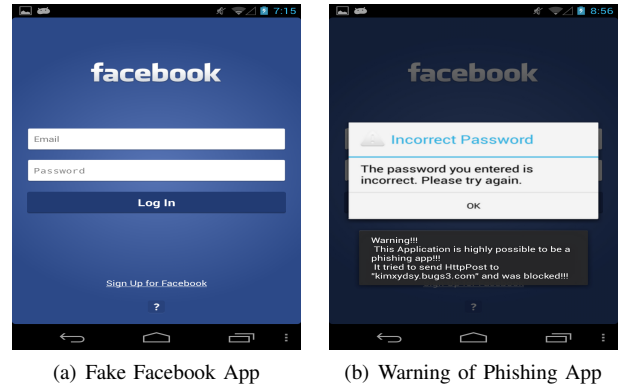 7:15
facebook
Email
Password
Log In
Sign Up for Facebook
?
(a) Fake Facebook App
8:56
facebook
Incorrect Password
The password you entered is
incorrect. Please try again.
OK
Warning!!!
This Application is highly possible to be a
phishing app!!!
It tried to send HttpPost to
"kimxydsy.bugs3.com" and was blocked!!!
?
(b) Warning of Phishing App